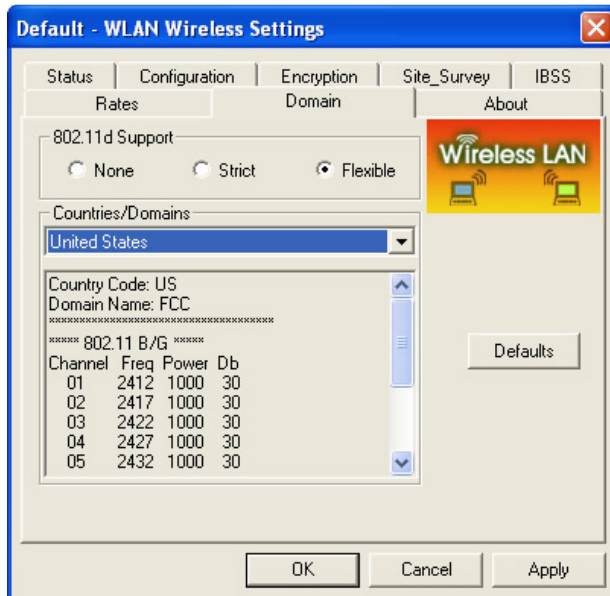 Default - WLAN Wireless Settings
Status Configuration Encryption Site_Survey IBSS
Rates Domain About
802.11d Support
None Strict Flexible
Wireless LAN
Countries/Domains
United States
Country Code: US
Domain Name: FCC
*************************************
***** 802.11 B/G *****
Channel Freq Power Db
01 2412 1000 30
02 2417 1000 30
03 2422 1000 30
04 2427 1000 30
05 2432 1000 30
Defaults
OK Cancel Apply